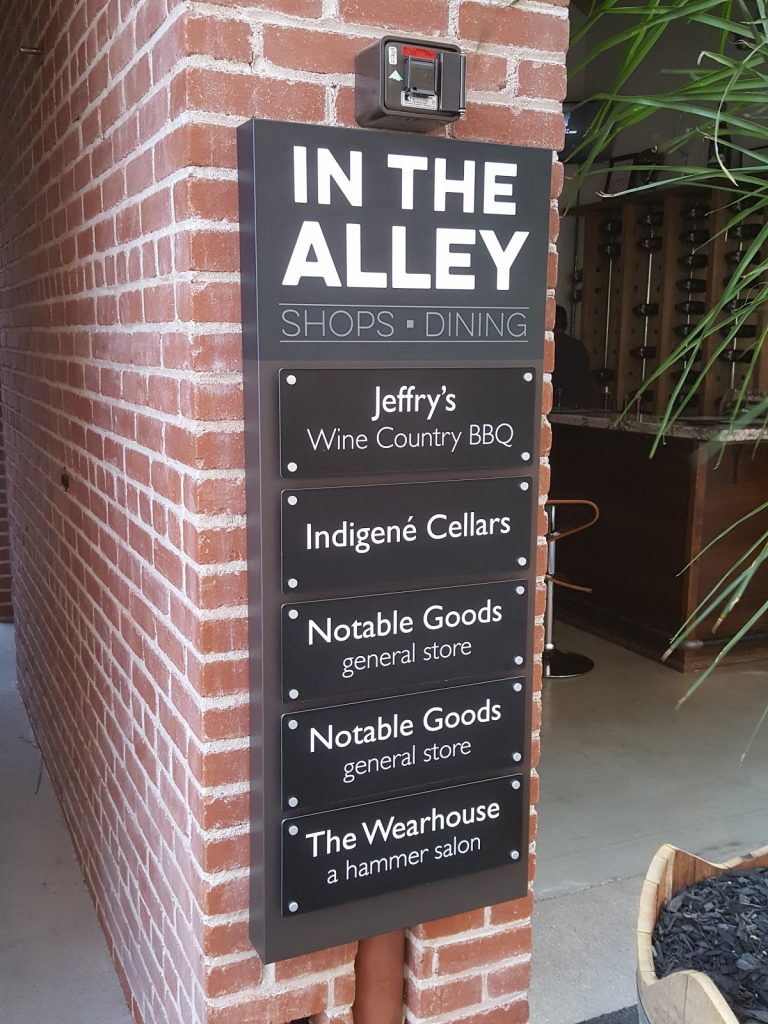 IN THE
ALLEY
SHOPS ▪ DINING
Jeffry's
Wine Country BBQ
Indigené Cellars
Notable Goods
general store
Notable Goods
general store
The Wearhouse
a hammer salon